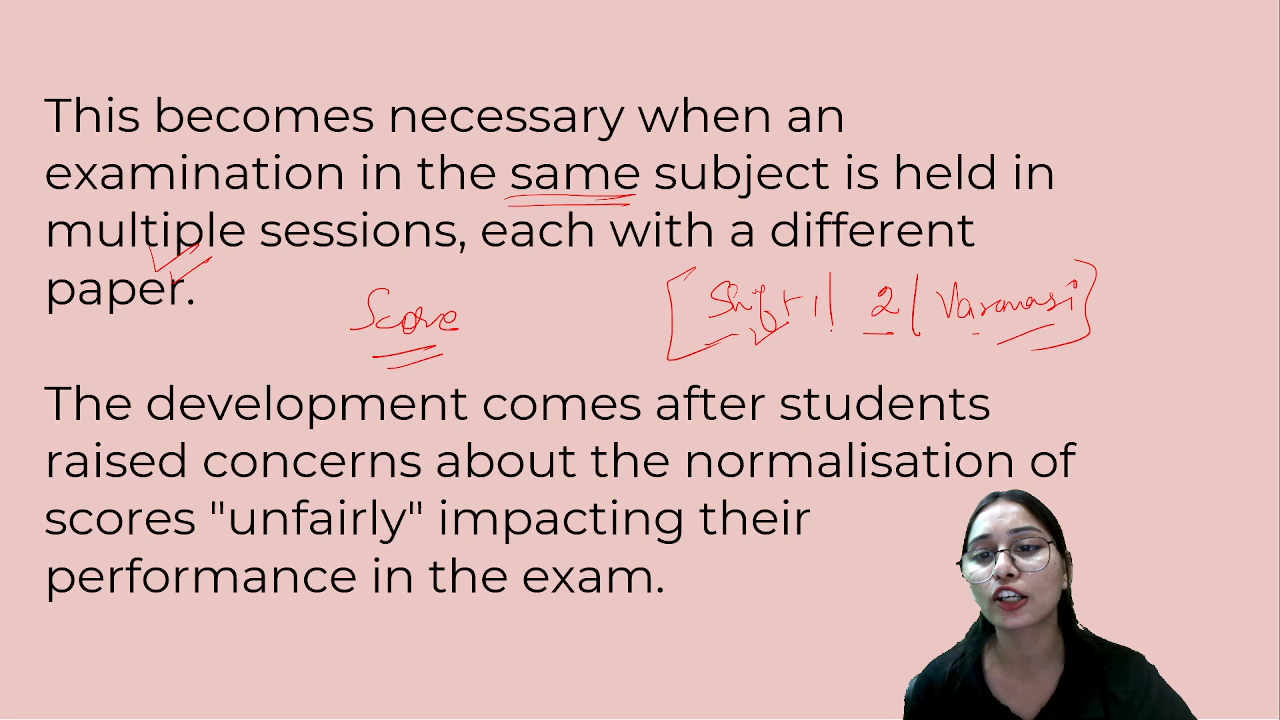 This becomes necessary when an
examination in the same subject is held in
multiple sessions, each with a different
paper.
Score
[Shift 1| 2 | Varanasi}
The development comes after students
raised concerns about the normalisation of
scores "unfairly" impacting their
performance in the exam.